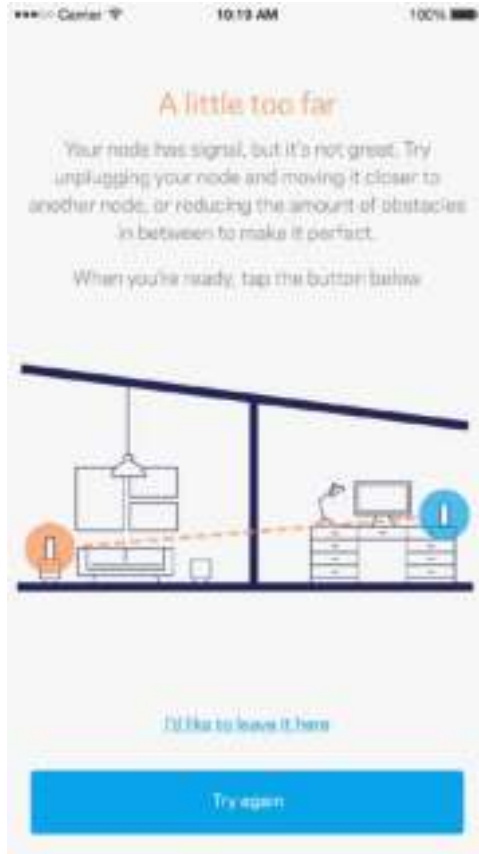 Carrier 10:19 AM 100%
A little too far
Your node has signal, but it's not great. Try
unplugging your node and moving it closer to
another node, or reducing the amount of obstacles
in between to make it perfect.
When you're ready, tap the button below
I'd like to leave it here
Try again